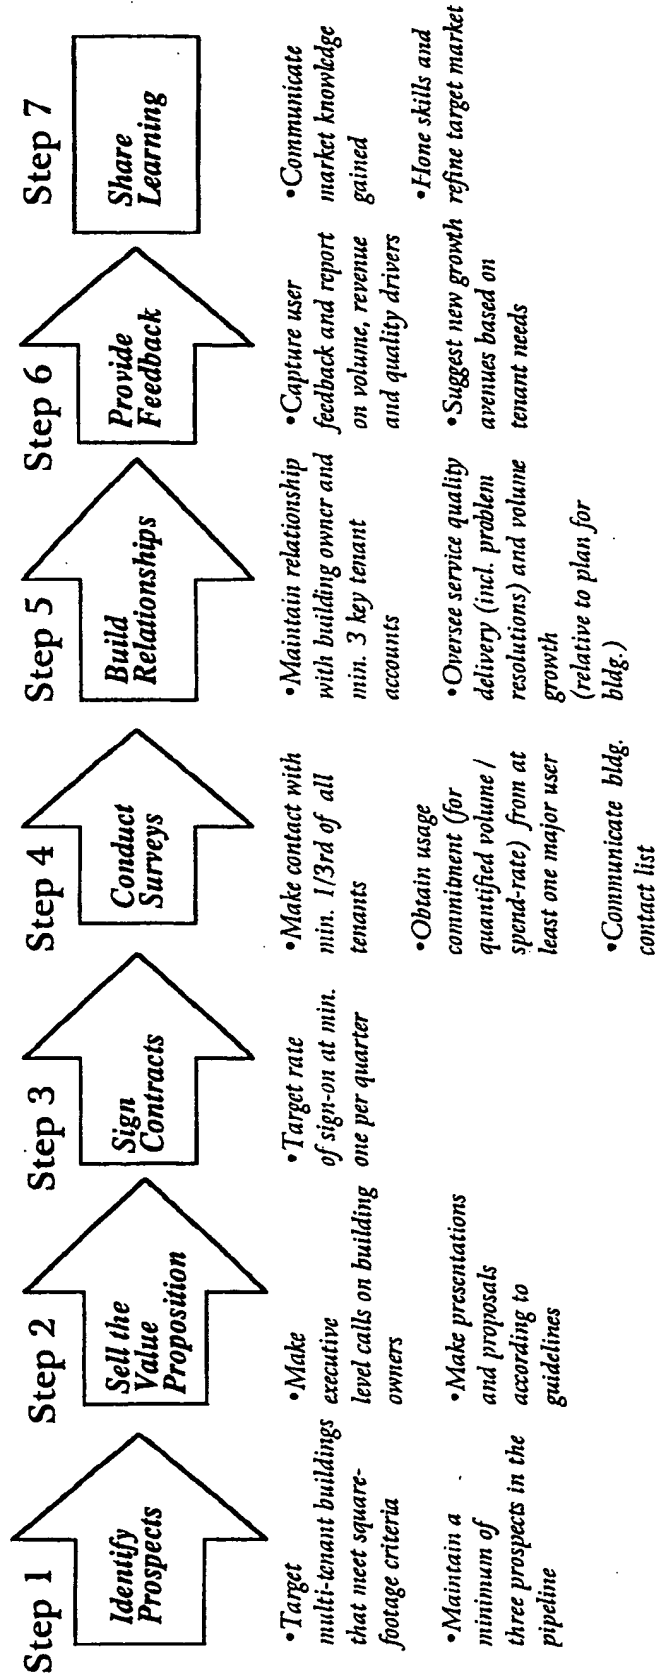 Step 1
Identify
Prospects
•Target
multi-tenant buildings
that meet square-
footage criteria
•Maintain a
minimum of
three prospects in the
pipeline
Step 2
Sell the
Value
Proposition
•Make
executive
level calls on building
owners
•Make presentations
and proposals
according to
guidelines
Step 3
Sign
Contracts
•Target rate
of sign-on at min.
one per quarter
Step 4
Conduct
Surveys
•Make contact with
min. 1/3rd of all
tenants
•Obtain usage
commitment (for
quantified volume /
spend-rate) from at
least one major user
•Communicate bldg.
contact list
Step 5
Build
Relationships
•Maintain relationship
with building owner and
min. 3 key tenant
accounts
•Oversee service quality
delivery (incl. problem
resolutions) and volume
growth
(relative to plan for
bldg.)
Step 6
Provide
Feedback
•Capture user
feedback and report
on volume, revenue
and quality drivers
•Suggest new growth
avenues based on
tenant needs
Step 7
Share
Learning
•Communicate
market knowledge
gained
•Hone skills and
refine target market